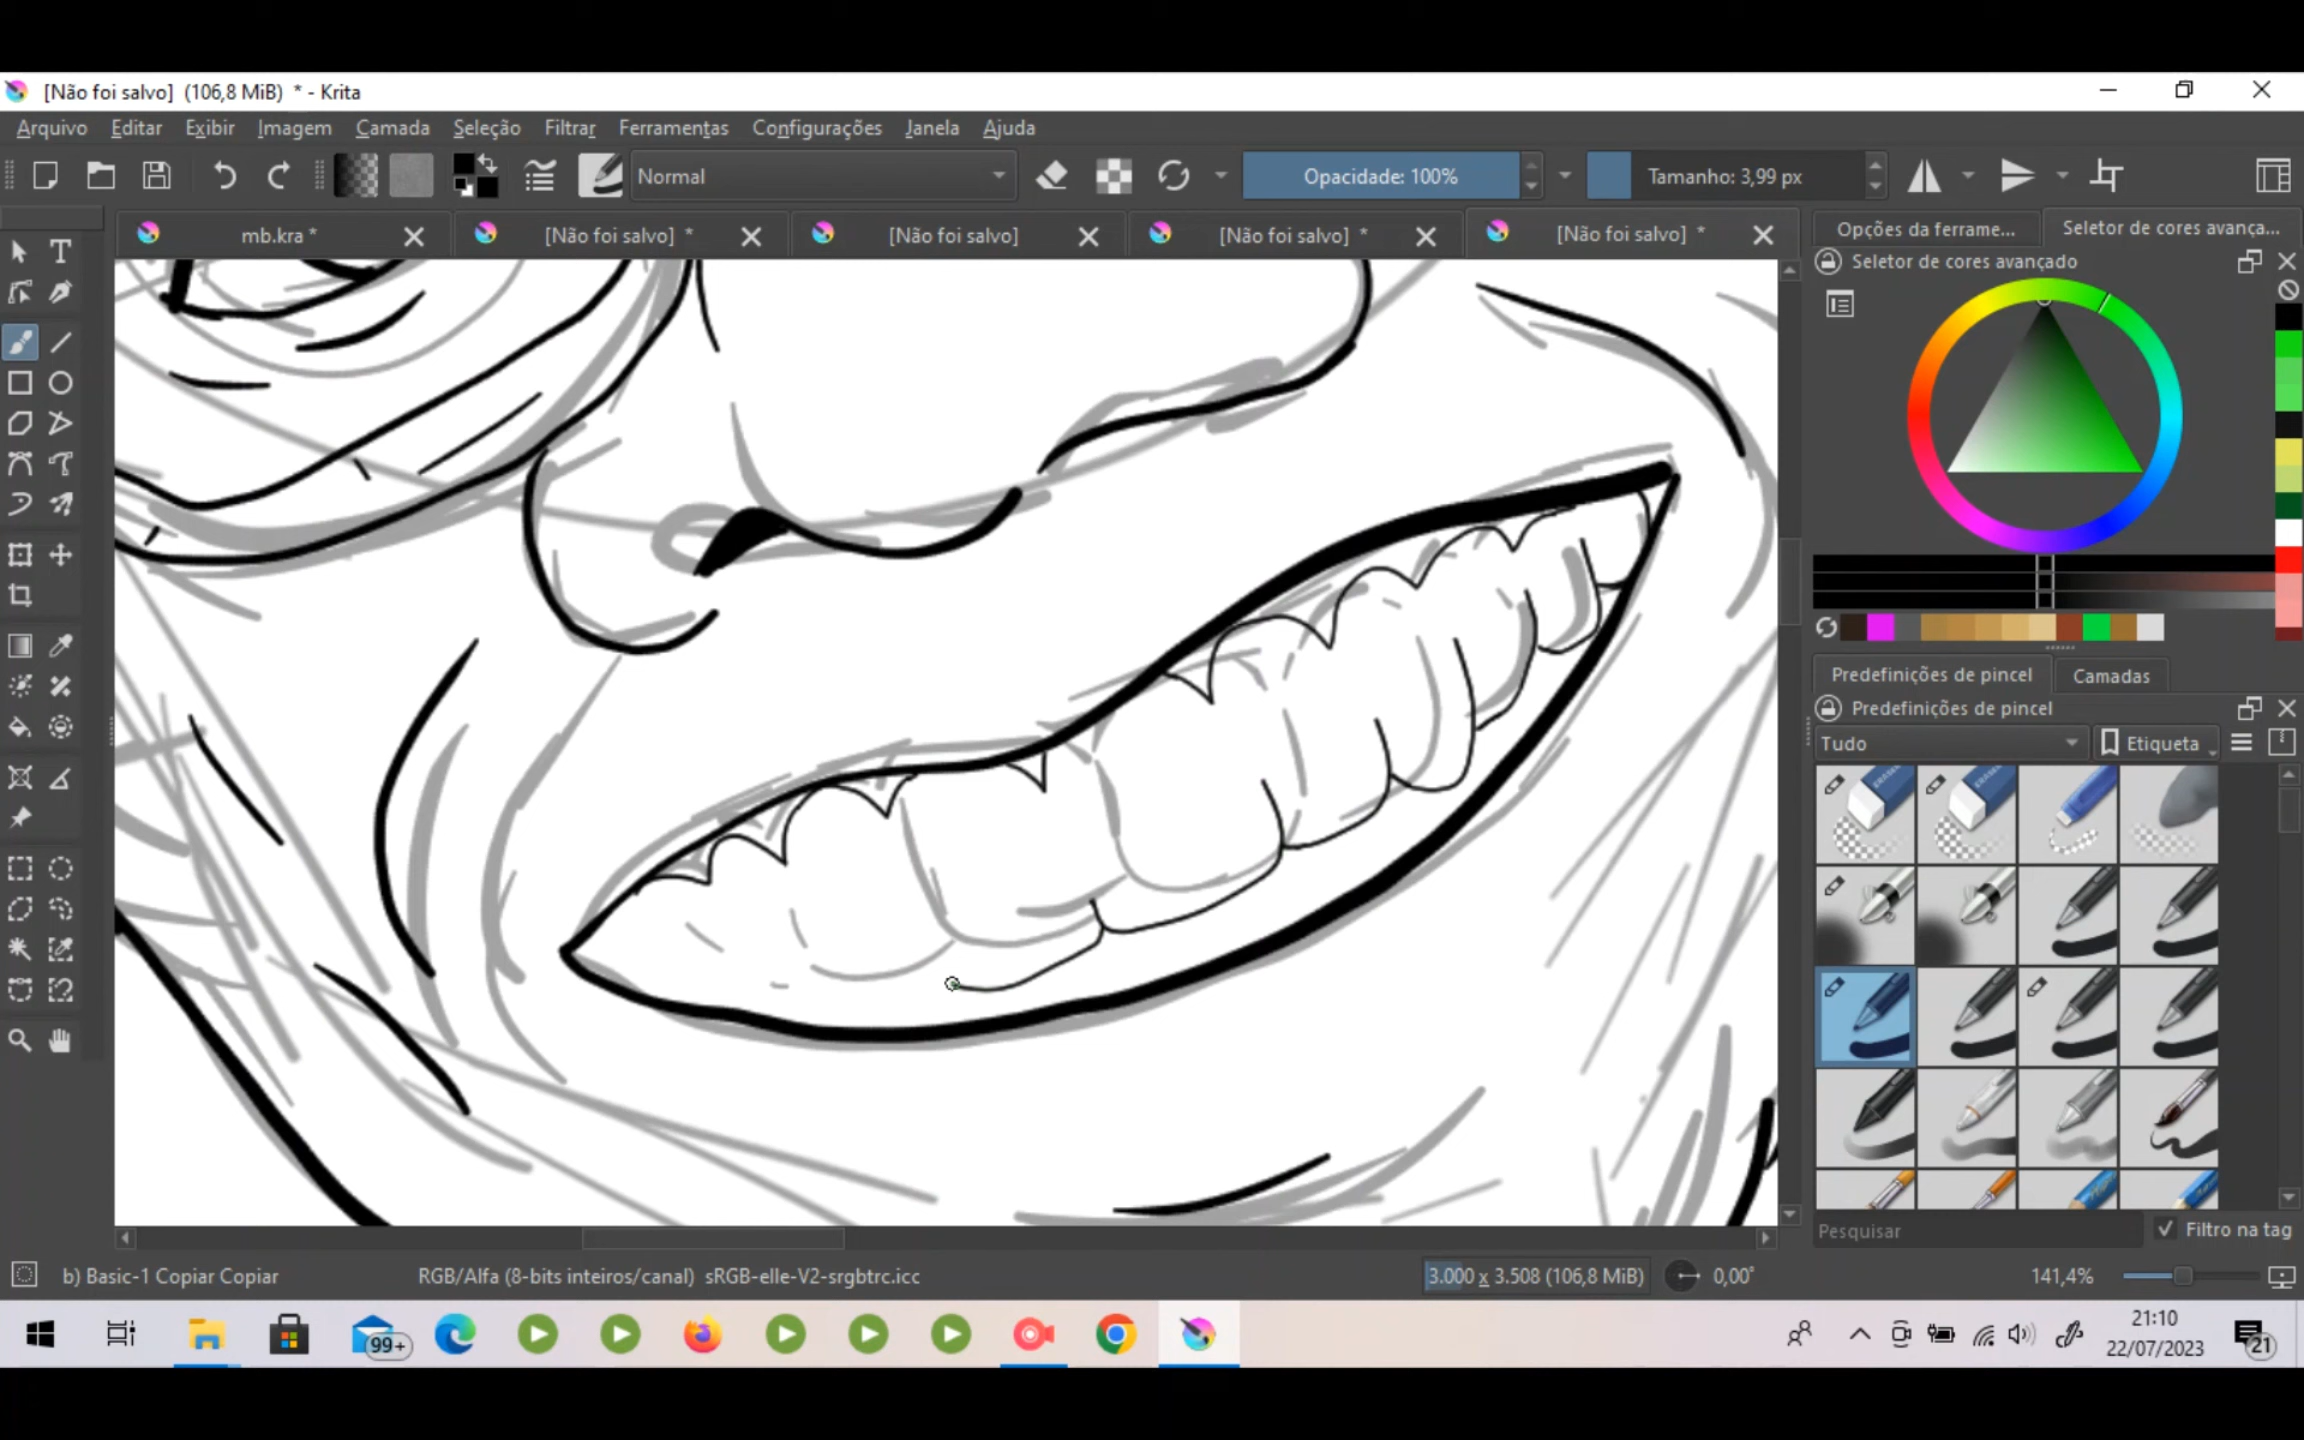 [Não foi salvo] (106,8 MiB) * - Krita
Arquivo Editar Exibir Imagem Camada Seleção Filtrar Ferramentas Configurações Janela Ajuda
Normal Opacidade: 100% Tamanho: 3,99 px
mb.kra * [Não foi salvo] * [Não foi salvo] [Não foi salvo] * [Não foi salvo] * Opções da ferrame... Seletor de cores avança...
Seletor de cores avançado
Predefinições de pincel Camadas
Predefinições de pincel
Tudo Etiqueta
Pesquisar Filtro na tag
b) Basic-1 Copiar Copiar RGB/Alfa (8-bits inteiros/canal) sRGB-elle-V2-srgbtrc.icc 3.000 x 3.508 (106,8 MiB) 0,00° 141,4%
99+ 21:10
22/07/2023 21